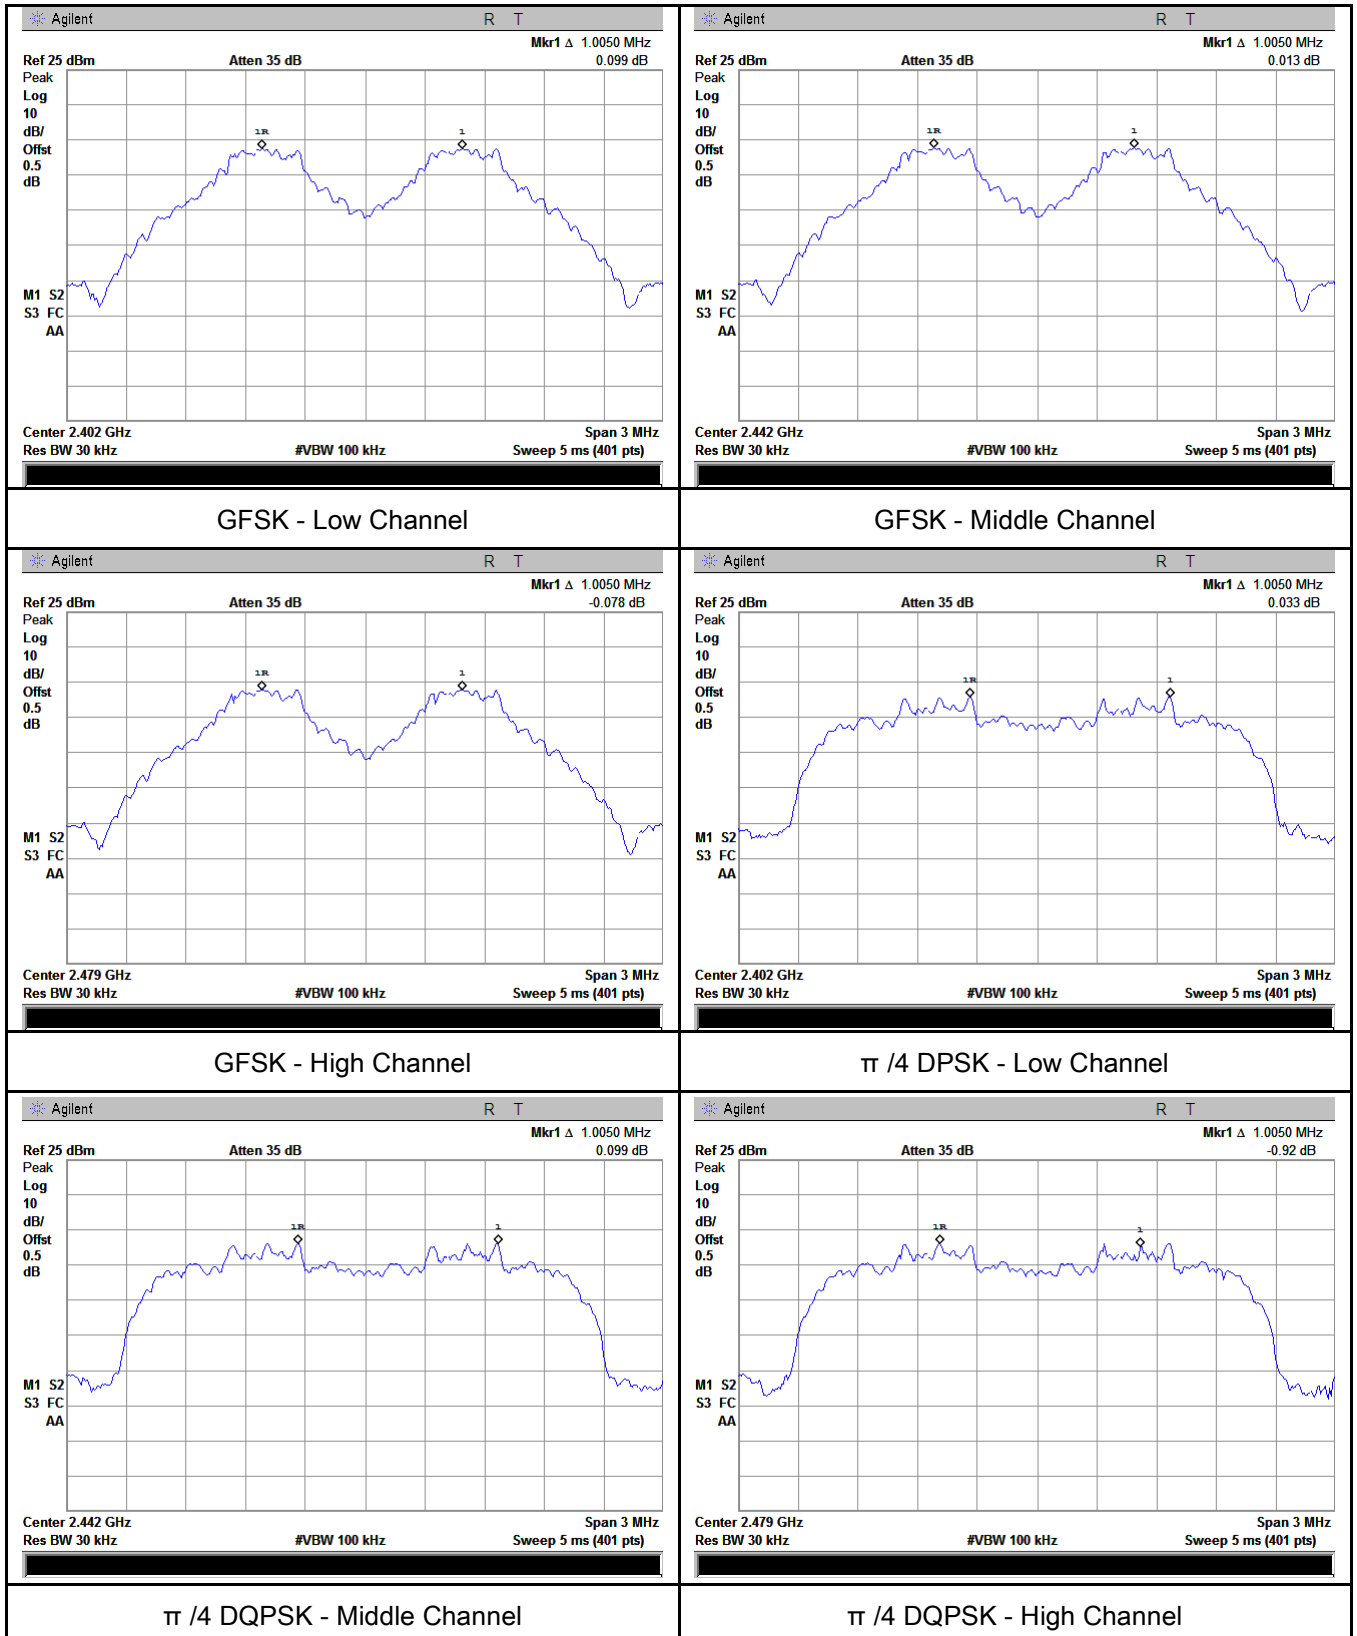 Agilent R T
Mkr1 Δ 1.0050 MHz
Ref 25 dBm Atten 35 dB 0.099 dB
Peak
Log
10
dB/
Offst
0.5
dB
1R 1
M1 S2
S3 FC
AA
Center 2.402 GHz Span 3 MHz
Res BW 30 kHz #VBW 100 kHz Sweep 5 ms (401 pts)
GFSK - Low Channel
Agilent R T
Mkr1 Δ 1.0050 MHz
Ref 25 dBm Atten 35 dB 0.013 dB
Peak
Log
10
dB/
Offst
0.5
dB
1R 1
M1 S2
S3 FC
AA
Center 2.442 GHz Span 3 MHz
Res BW 30 kHz #VBW 100 kHz Sweep 5 ms (401 pts)
GFSK - Middle Channel
Agilent R T
Mkr1 Δ 1.0050 MHz
Ref 25 dBm Atten 35 dB -0.078 dB
Peak
Log
10
dB/
Offst
0.5
dB
1R 1
M1 S2
S3 FC
AA
Center 2.479 GHz Span 3 MHz
Res BW 30 kHz #VBW 100 kHz Sweep 5 ms (401 pts)
GFSK - High Channel
Agilent R T
Mkr1 Δ 1.0050 MHz
Ref 25 dBm Atten 35 dB 0.033 dB
Peak
Log
10
dB/
Offst
0.5
dB
1R 1
M1 S2
S3 FC
AA
Center 2.402 GHz Span 3 MHz
Res BW 30 kHz #VBW 100 kHz Sweep 5 ms (401 pts)
π /4 DPSK - Low Channel
Agilent R T
Mkr1 Δ 1.0050 MHz
Ref 25 dBm Atten 35 dB 0.099 dB
Peak
Log
10
dB/
Offst
0.5
dB
1R 1
M1 S2
S3 FC
AA
Center 2.442 GHz Span 3 MHz
Res BW 30 kHz #VBW 100 kHz Sweep 5 ms (401 pts)
π /4 DQPSK - Middle Channel
Agilent R T
Mkr1 Δ 1.0050 MHz
Ref 25 dBm Atten 35 dB -0.92 dB
Peak
Log
10
dB/
Offst
0.5
dB
1R 1
M1 S2
S3 FC
AA
Center 2.479 GHz Span 3 MHz
Res BW 30 kHz #VBW 100 kHz Sweep 5 ms (401 pts)
π /4 DQPSK - High Channel